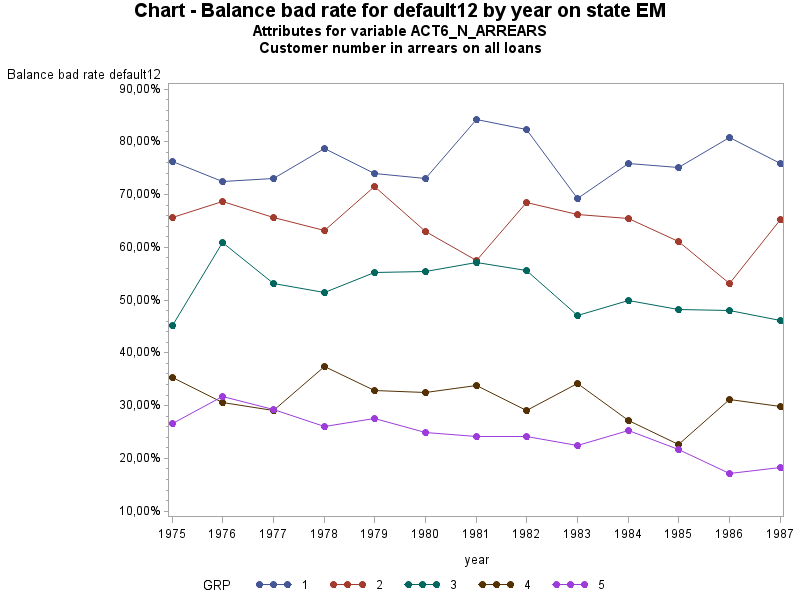 Chart - Balance bad rate for default12 by year on state EM
Attributes for variable ACT6_N_ARREARS
Customer number in arrears on all loans
Balance bad rate default12
90,00%
80,00%
70,00%
60,00%
50,00%
40,00%
30,00%
20,00%
10,00%
1975 1976 1977 1978 1979 1980 1981 1982 1983 1984 1985 1986 1987
year
GRP 1 2 3 4 5